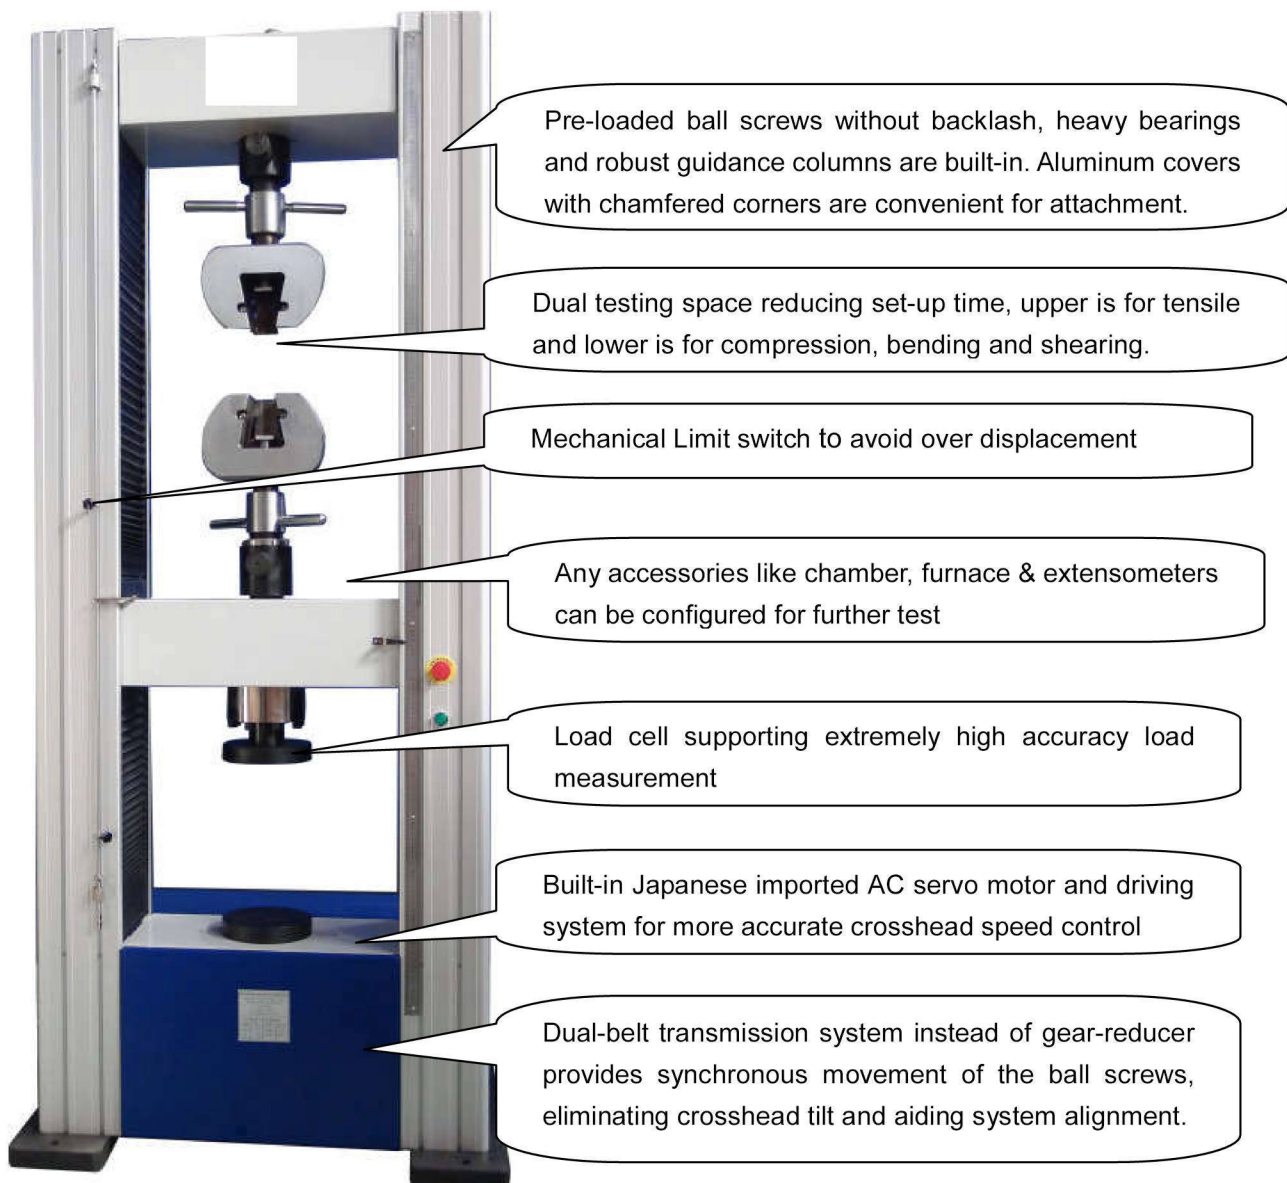 Pre-loaded ball screws without backlash, heavy bearings
and robust guidance columns are built-in. Aluminum covers
with chamfered corners are convenient for attachment.
Dual testing space reducing set-up time, upper is for tensile
and lower is for compression, bending and shearing.
Mechanical Limit switch to avoid over displacement
Any accessories like chamber, furnace & extensometers
can be configured for further test
Load cell supporting extremely high accuracy load
measurement
Built-in Japanese imported AC servo motor and driving
system for more accurate crosshead speed control
Dual-belt transmission system instead of gear-reducer
provides synchronous movement of the ball screws,
eliminating crosshead tilt and aiding system alignment.